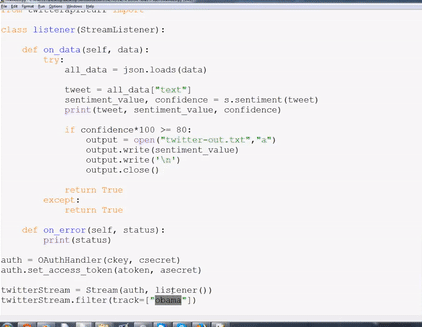 File Edit Format Run Options Windows Help
from twitterapistuff import *
class listener(StreamListener):
def on_data(self, data):
try:
all_data = json.loads(data)
tweet = all_data["text"]
sentiment_value, confidence = s.sentiment(tweet)
print(tweet, sentiment_value, confidence)
if confidence*100 >= 80:
output = open("twitter-out.txt","a")
output.write(sentiment_value)
output.write('\n')
output.close()
return True
except:
return True
def on_error(self, status):
print(status)
auth = OAuthHandler(ckey, csecret)
auth.set_access_token(atoken, asecret)
twitterStream = Stream(auth, listener())
twitterStream.filter(track=["obama"])